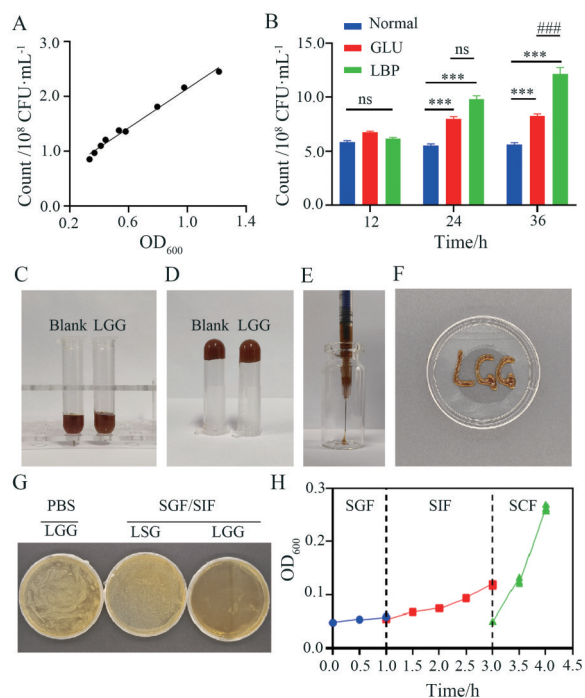 A
Count /10⁸ CFU·mL⁻¹
3.0
2.0
1.0
0.0
0.2
0.6
1.0
1.4
OD₆₀₀
B
Normal
GLU
LBP
Count /10⁸ CFU·mL⁻¹
15.0
10.0
5.0
0.0
ns
***
***
ns
***
***
###
12
24
36
Time/h
C
Blank LGG
D
Blank LGG
E
F
LGG
G
PBS
SGF/SIF
LGG
LSG
LGG
H
OD₆₀₀
0.3
0.2
0.1
0.0
SGF
SIF
SCF
0.0 0.5 1.0 1.5 2.0 2.5 3.0 3.5 4.0 4.5
Time/h